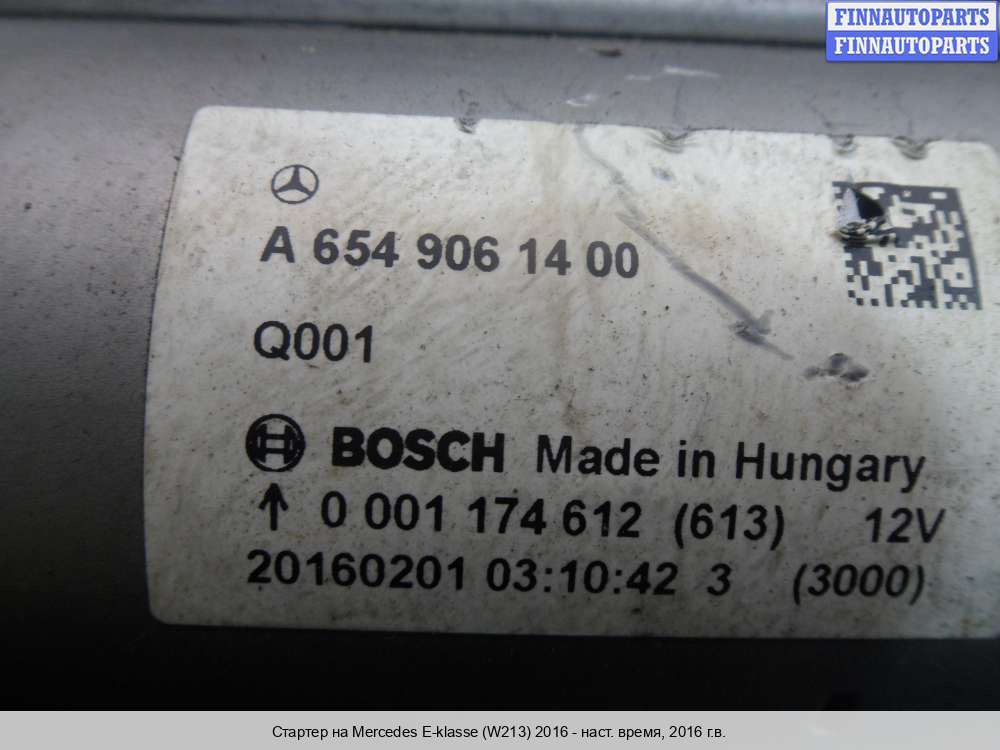 FINNAUTOPARTS
FINNAUTOPARTS
A 654 906 14 00
Q001
BOSCH Made in Hungary
↑ 0 001 174 612 (613) 12V
20160201 03:10:42 3 (3000)
Стартер на Mercedes E-klasse (W213) 2016 - наст. время, 2016 г.в.